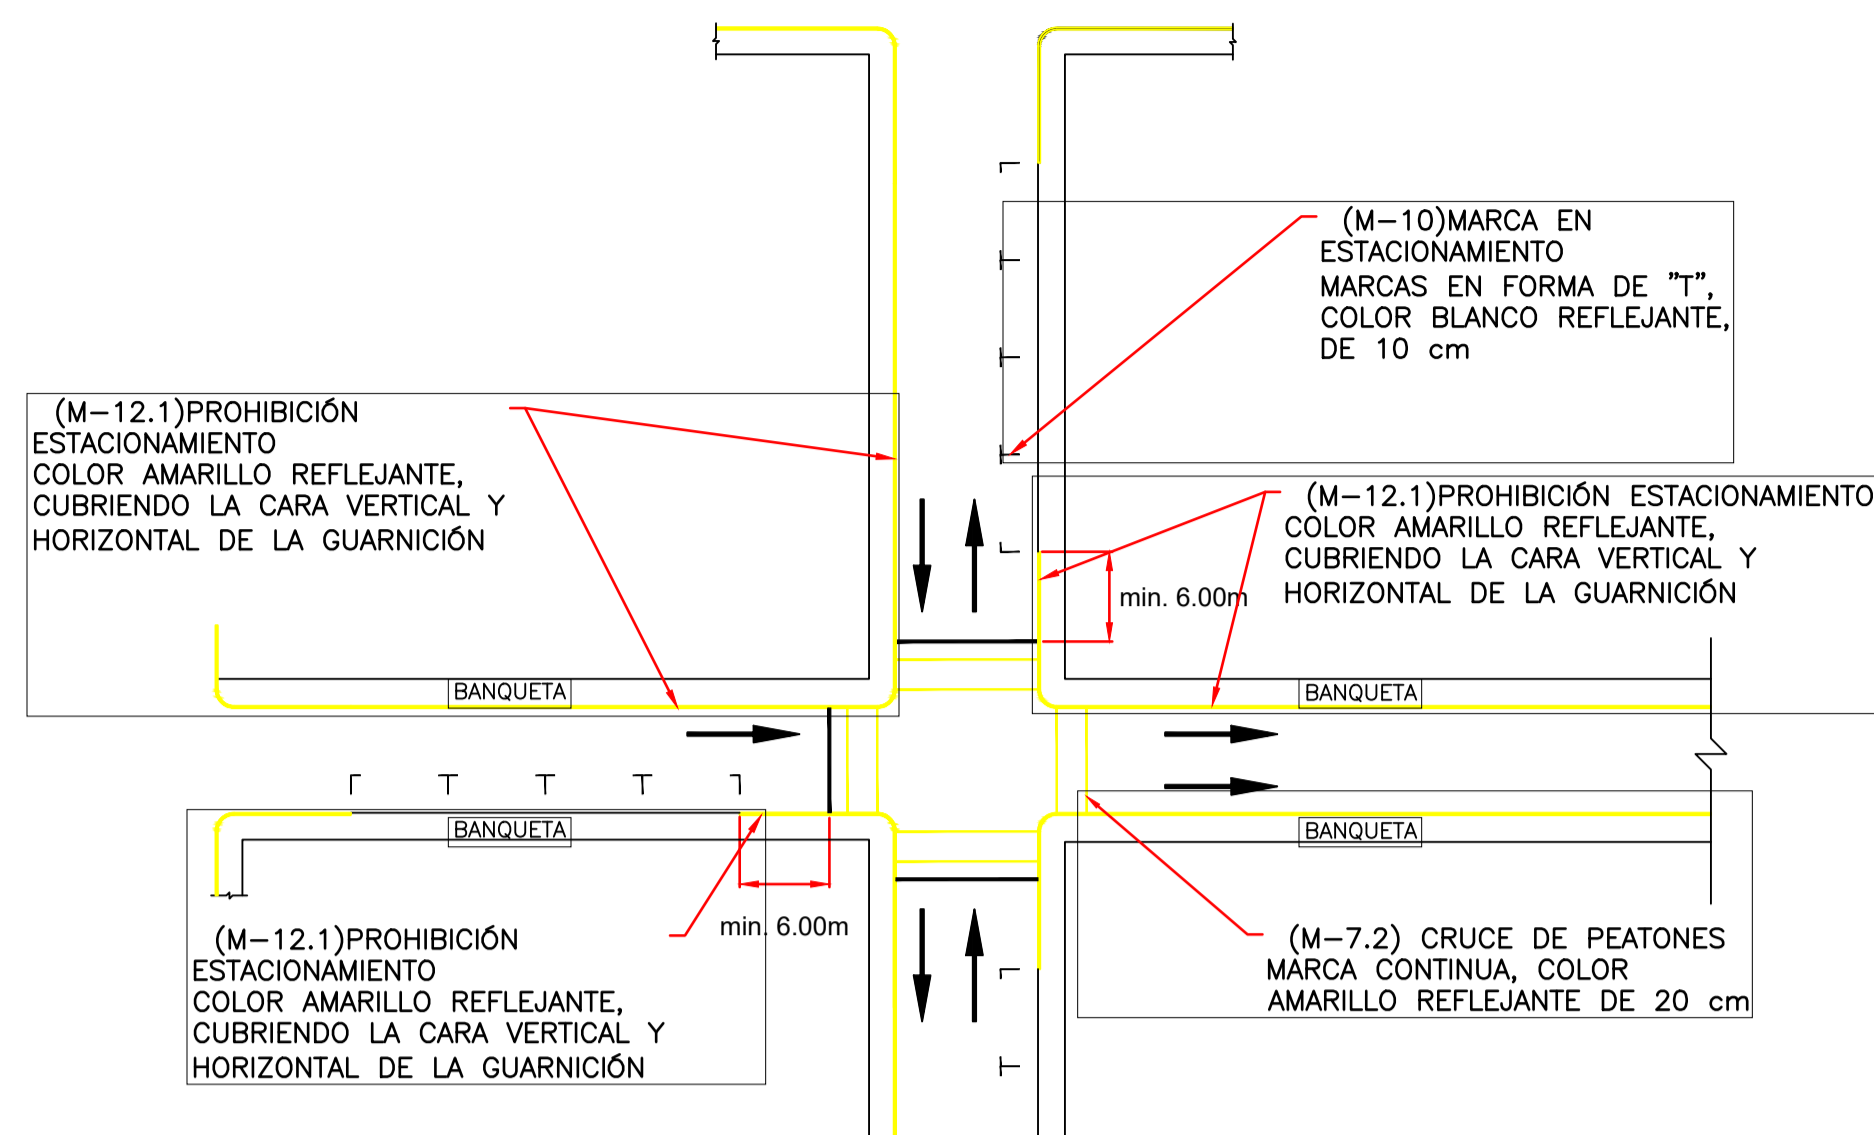 (M-10)MARCA EN
ESTACIONAMIENTO
MARCAS EN FORMA DE "T",
COLOR BLANCO REFLEJANTE,
DE 10 cm
(M-12.1)PROHIBICIÓN
ESTACIONAMIENTO
COLOR AMARILLO REFLEJANTE,
CUBRIENDO LA CARA VERTICAL Y
HORIZONTAL DE LA GUARNICIÓN
(M-12.1)PROHIBICIÓN ESTACIONAMIENTO
COLOR AMARILLO REFLEJANTE,
CUBRIENDO LA CARA VERTICAL Y
HORIZONTAL DE LA GUARNICIÓN
min. 6.00m
BANQUETA
BANQUETA
BANQUETA
BANQUETA
min. 6.00m
(M-12.1)PROHIBICIÓN
ESTACIONAMIENTO
COLOR AMARILLO REFLEJANTE,
CUBRIENDO LA CARA VERTICAL Y
HORIZONTAL DE LA GUARNICIÓN
(M-7.2) CRUCE DE PEATONES
MARCA CONTINUA, COLOR
AMARILLO REFLEJANTE DE 20 cm